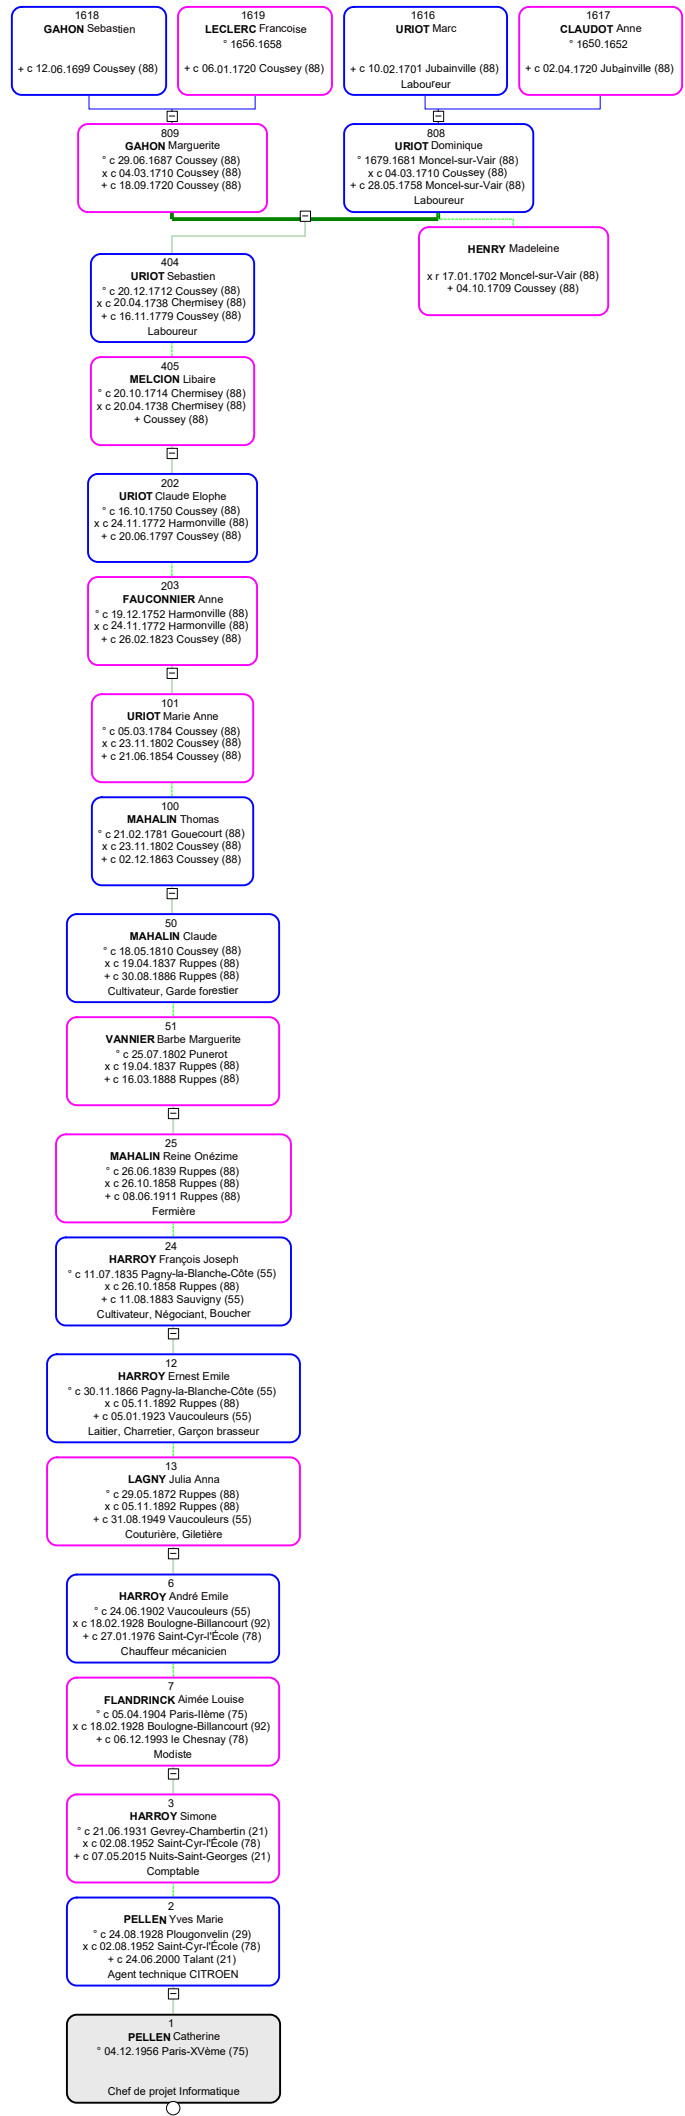 1618
GAHON Sebastien
+ c 12.06.1699 Coussey (88)
1619
LECLERC Francoise
° 1656.1658
+ c 06.01.1720 Coussey (88)
1616
URIOT Marc
+ c 10.02.1701 Jubainville (88)
Laboureur
1617
CLAUDOT Anne
° 1650.1652
+ c 02.04.1720 Jubainville (88)
809
GAHON Marguerite
° c 29.06.1687 Coussey (88)
x c 04.03.1710 Coussey (88)
+ c 18.09.1720 Coussey (88)
808
URIOT Dominique
° 1679.1681 Moncel-sur-Vair (88)
x c 04.03.1710 Coussey (88)
+ c 28.05.1758 Moncel-sur-Vair (88)
Laboureur
HENRY Madeleine
x r 17.01.1702 Moncel-sur-Vair (88)
+ 04.10.1709 Coussey (88)
404
URIOT Sebastien
° c 20.12.1712 Coussey (88)
x c 20.04.1738 Chermisey (88)
+ c 16.11.1779 Coussey (88)
Laboureur
405
MELCION Libaire
° c 20.10.1714 Chermisey (88)
x c 20.04.1738 Chermisey (88)
+ Coussey (88)
202
URIOT Claude Elophe
° c 16.10.1750 Coussey (88)
x c 24.11.1772 Harmonville (88)
+ c 20.06.1797 Coussey (88)
203
FAUCONNIER Anne
° c 19.12.1752 Harmonville (88)
x c 24.11.1772 Harmonville (88)
+ c 26.02.1823 Coussey (88)
101
URIOT Marie Anne
° c 05.03.1784 Coussey (88)
x c 23.11.1802 Coussey (88)
+ c 21.06.1854 Coussey (88)
100
MAHALIN Thomas
° c 21.02.1781 Gouecourt (88)
x c 23.11.1802 Coussey (88)
+ c 02.12.1863 Coussey (88)
50
MAHALIN Claude
° c 18.05.1810 Coussey (88)
x c 19.04.1837 Ruppes (88)
+ c 30.08.1886 Ruppes (88)
Cultivateur, Garde forestier
51
VANNIER Barbe Marguerite
° c 25.07.1802 Punerot
x c 19.04.1837 Ruppes (88)
+ c 16.03.1888 Ruppes (88)
25
MAHALIN Reine Onézime
° c 26.06.1839 Ruppes (88)
x c 26.10.1858 Ruppes (88)
+ c 08.06.1911 Ruppes (88)
Fermière
24
HARROY François Joseph
° c 11.07.1835 Pagny-la-Blanche-Côte (55)
x c 26.10.1858 Ruppes (88)
+ c 11.08.1883 Sauvigny (55)
Cultivateur, Négociant, Boucher
12
HARROY Ernest Emile
° c 30.11.1866 Pagny-la-Blanche-Côte (55)
x c 05.11.1892 Ruppes (88)
+ c 05.01.1923 Vaucouleurs (55)
Laitier, Charretier, Garçon brasseur
13
LAGNY Julia Anna
° c 29.05.1872 Ruppes (88)
x c 05.11.1892 Ruppes (88)
+ c 31.08.1949 Vaucouleurs (55)
Couturière, Giletière
6
HARROY André Emile
° c 24.06.1902 Vaucouleurs (55)
x c 18.02.1928 Boulogne-Billancourt (92)
+ c 27.01.1976 Saint-Cyr-l'École (78)
Chauffeur mécanicien
7
FLANDRINCK Aimée Louise
° c 05.04.1904 Paris-IIème (75)
x c 18.02.1928 Boulogne-Billancourt (92)
+ c 06.12.1993 le Chesnay (78)
Modiste
3
HARROY Simone
° c 21.06.1931 Gevrey-Chambertin (21)
x c 02.08.1952 Saint-Cyr-l'École (78)
+ c 07.05.2015 Nuits-Saint-Georges (21)
Comptable
2
PELLEN Yves Marie
° c 24.08.1928 Plougonvelin (29)
x c 02.08.1952 Saint-Cyr-l'École (78)
+ c 24.06.2000 Talant (21)
Agent technique CITROEN
1
PELLEN Catherine
° 04.12.1956 Paris-XVème (75)
Chef de projet Informatique